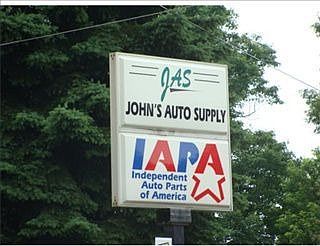 JAS
JOHN'S AUTO SUPPLY
IAPA
Independent
Auto Parts
of America